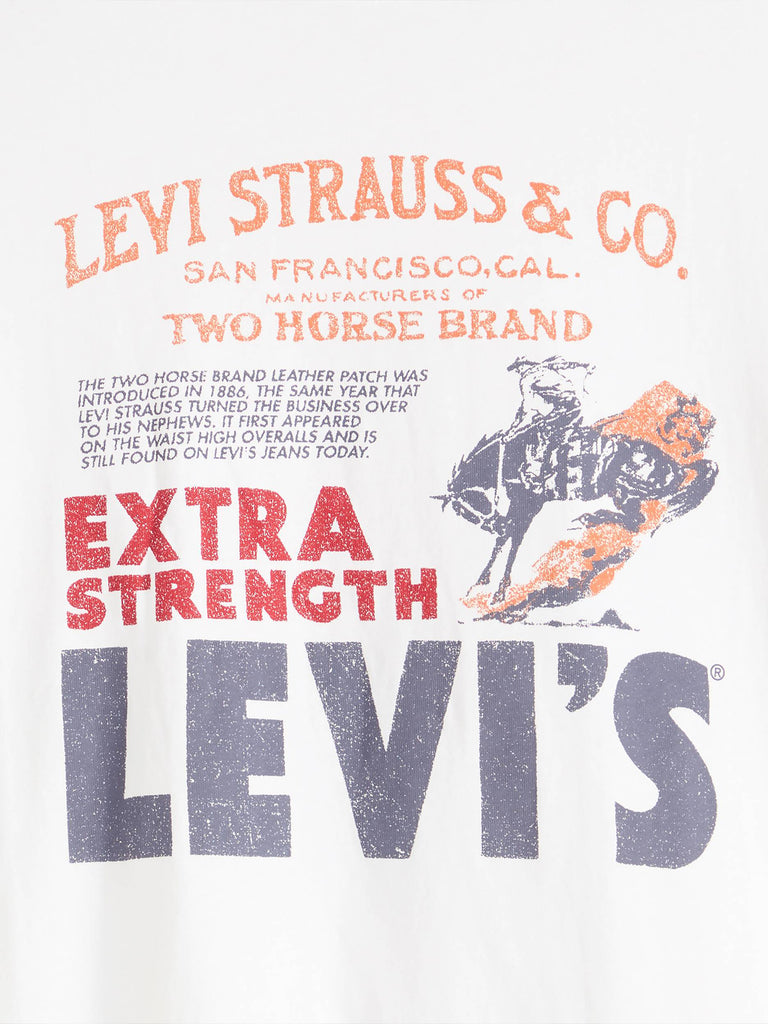 LEVI STRAUSS & CO.
SAN FRANCISCO, CAL.
MANUFACTURERS OF
TWO HORSE BRAND
THE TWO HORSE BRAND LEATHER PATCH WAS
INTRODUCED IN 1886, THE SAME YEAR THAT
LEVI STRAUSS TURNED THE BUSINESS OVER
TO HIS NEPHEWS. IT FIRST APPEARED
ON THE WAIST HIGH OVERALLS AND IS
STILL FOUND ON LEVI'S JEANS TODAY.
EXTRA
STRENGTH
LEVI'S®